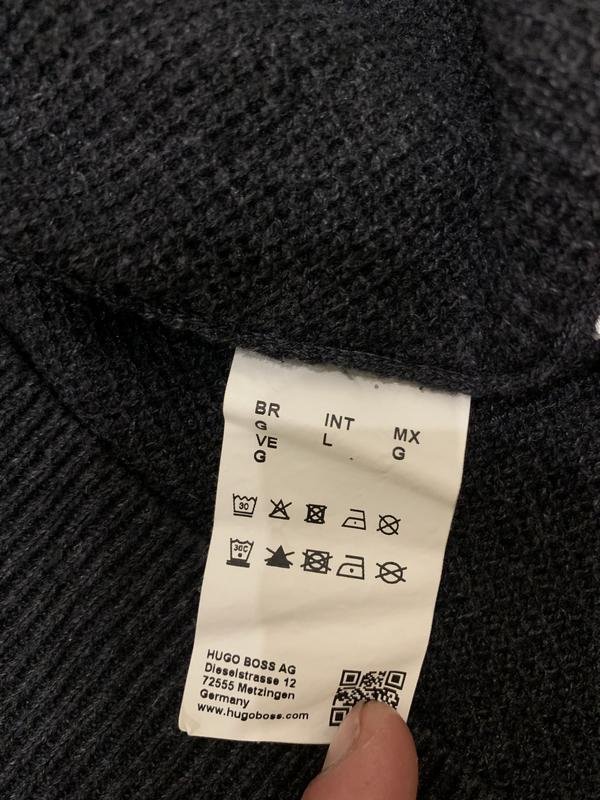 BR INT MX
G L G
VE
G
30
30C
HUGO BOSS AG
Dieselstrasse 12
72555 Metzingen
Germany
www.hugoboss.com